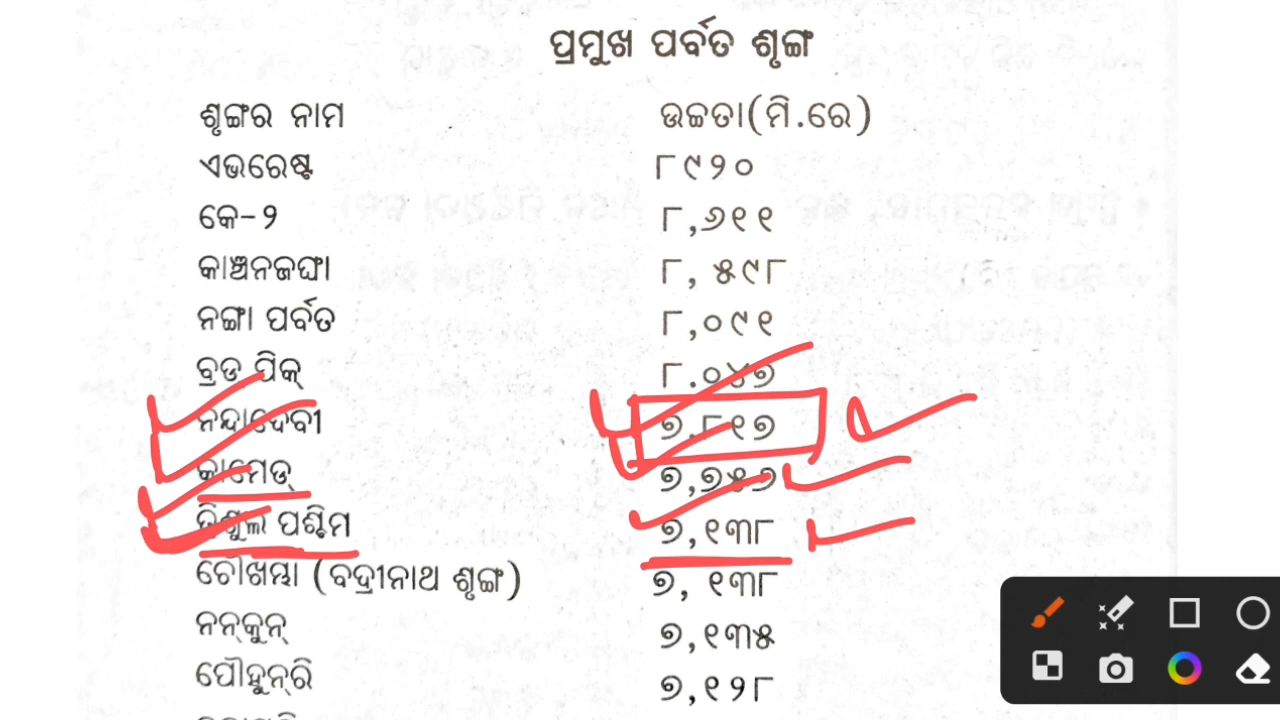 ପ୍ରମୁଖ ପର୍ବତ ଶୃଙ୍ଗ
ଶୃଙ୍ଗର ନାମ ଉଚ୍ଚତା(ମି.ରେ)
ଏଭରେଷ୍ଟ ୮୯୨୦
କେ-୨ ୮,୬୧୧
କାଞ୍ଚନଜଙ୍ଘା ୮, ୫୯୮
ନଙ୍ଗା ପର୍ବତ ୮,୦୯୧
ବ୍ରଡ ପିକ୍ ୮.୦୪୭
ନନ୍ଦାଦେବୀ ୭,୮୧୭
କାମେଡ୍ ୭,୭୫୬
ତ୍ରିଶୁଲ ପଶ୍ଚିମ ୭,୧୩୮
ଚୌଖମ୍ଭା (ବଦ୍ରୀନାଥ ଶୃଙ୍ଗ) ୭, ୧୩୮
ନନ୍‌କୁନ୍ ୭,୧୩୫
ପୌହୁନ୍‌ରି ୭,୧୨୮